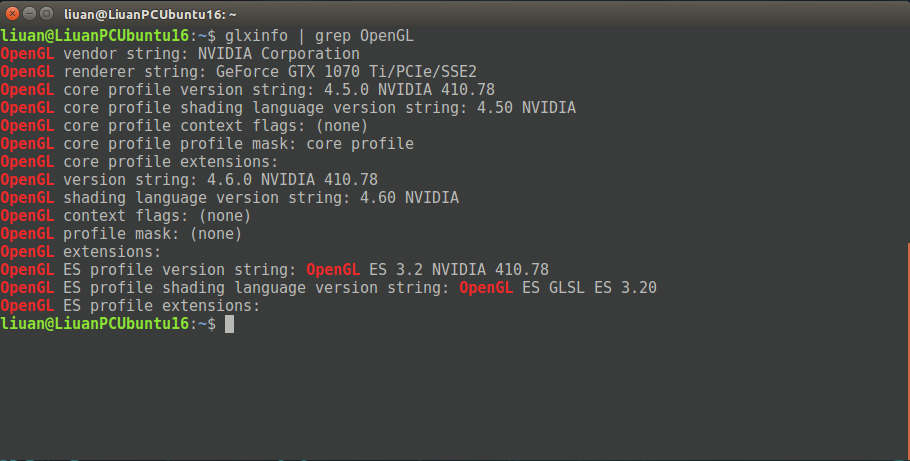 liuan@LiuanPCUbuntu16: ~
liuan@LiuanPCUbuntu16:~$ glxinfo | grep OpenGL
OpenGL vendor string: NVIDIA Corporation
OpenGL renderer string: GeForce GTX 1070 Ti/PCIe/SSE2
OpenGL core profile version string: 4.5.0 NVIDIA 410.78
OpenGL core profile shading language version string: 4.50 NVIDIA
OpenGL core profile context flags: (none)
OpenGL core profile profile mask: core profile
OpenGL core profile extensions:
OpenGL version string: 4.6.0 NVIDIA 410.78
OpenGL shading language version string: 4.60 NVIDIA
OpenGL context flags: (none)
OpenGL profile mask: (none)
OpenGL extensions:
OpenGL ES profile version string: OpenGL ES 3.2 NVIDIA 410.78
OpenGL ES profile shading language version string: OpenGL ES GLSL ES 3.20
OpenGL ES profile extensions:
liuan@LiuanPCUbuntu16:~$